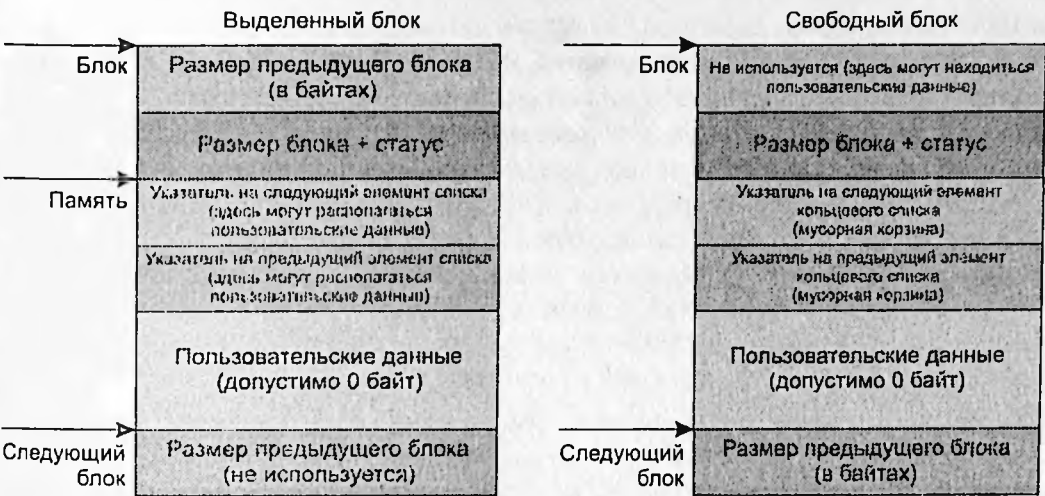 Выделенный блок
Блок
Размер предыдущего блока
(в байтах)
Размер блока + статус
Память
Указатель на следующий элемент списка
(здесь могут располагаться
пользовательские данные)
Указатель на предыдущий элемент списка
(здесь могут располагаться
пользовательские данные)
Пользовательские данные
(допустимо 0 байт)
Следующий
блок
Размер предыдущего блока
(не используется)
Свободный блок
Блок
Не используется (здесь могут находиться
пользовательские данные)
Размер блока + статус
Указатель на следующий элемент
кольцового списка
(мусорная корзина)
Указатель на предыдущий элемент
кольцового списка
(мусорная корзина)
Пользовательские данные
(допустимо 0 байт)
Следующий
блок
Размер предыдущего блока
(в байтах)